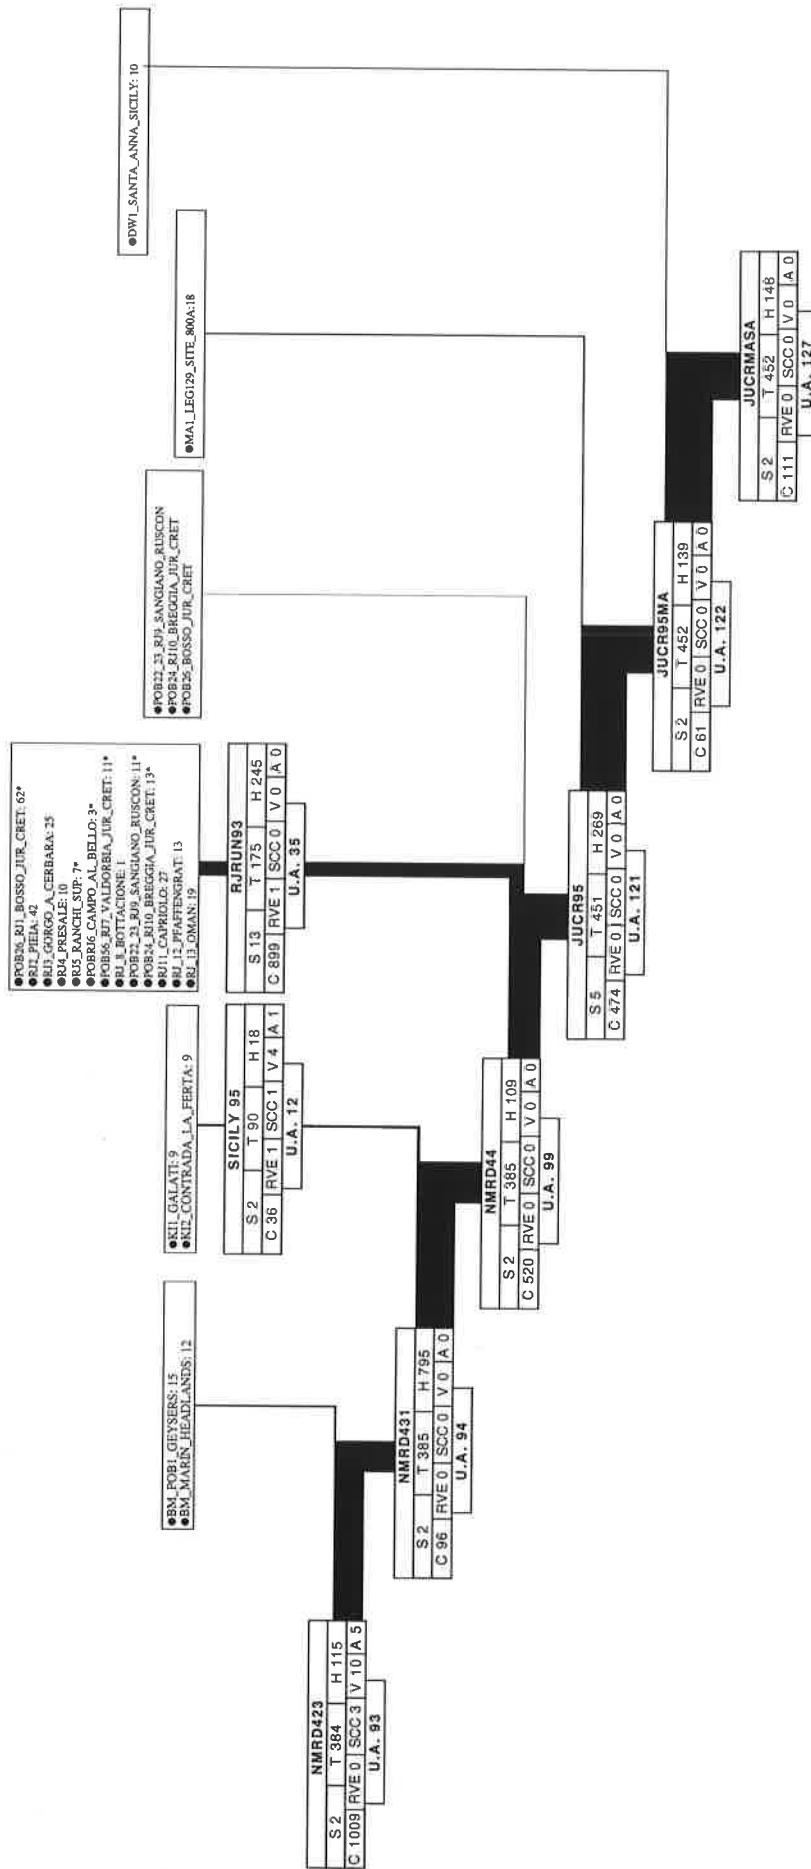 ●DW1_SANTA_ANNA_SICILY: 10
●MA1_LEG129_SITE_800A:18
●POB22_23_RJ9_SANGIANO_RUSCON
●POB24_RJ10_BREGGIA_JUR_CRET
●POB26_BOSSO_JUR_CRET
●POB26_RJ1_BOSSO_JUR_CRET: 62*
●RJ2_PIEIA: 42
●RJ3_GORGO_A_CERBARA: 25
●RJ4_PRESALE: 10
●RJ5_RANCHI_SUP: 7*
●POBRJ6_CAMPO_AL_BELLO: 3*
●POB56_RJ7_VALDORBIA_JUR_CRET: 11*
●RJ_8_BOTTACIONE: 1
●POB22_23_RJ9_SANGIANO_RUSCON: 11*
●POB24_RJ10_BREGGIA_JUR_CRET: 13*
●RJ11_CAPRIOLO: 27
●RJ_12_PFAFFENGRAT: 13
●RJ_13_OMAN: 19
●KI1_GALATI: 9
●KI2_CONTRADA_LA_FERTA: 9
●BM_POB1_GEYSERS: 15
●BM_MARIN_HEADLANDS: 12
RJRUN93
S 13 T 175 H 245
C 899 RVE 1 SCC 0 V 0 A 0
U.A. 35
SICILY 95
S 2 T 90 H 18
C 36 RVE 1 SCC 1 V 4 A 1
U.A. 12
NMRD423
S 2 T 384 H 115
C 1009 RVE 0 SCC 3 V 10 A 5
U.A. 93
NMRD431
S 2 T 385 H 795
C 96 RVE 0 SCC 0 V 0 A 0
U.A. 94
NMRD44
S 2 T 385 H 109
C 520 RVE 0 SCC 0 V 0 A 0
U.A. 99
JUCR95
S 5 T 451 H 269
C 474 RVE 0 SCC 0 V 0 A 0
U.A. 121
JUCR95MA
S 2 T 452 H 139
C 61 RVE 0 SCC 0 V 0 A 0
U.A. 122
JUCRMASA
S 2 T 452 H 148
C 111 RVE 0 SCC 0 V 0 A 0
U.A. 127